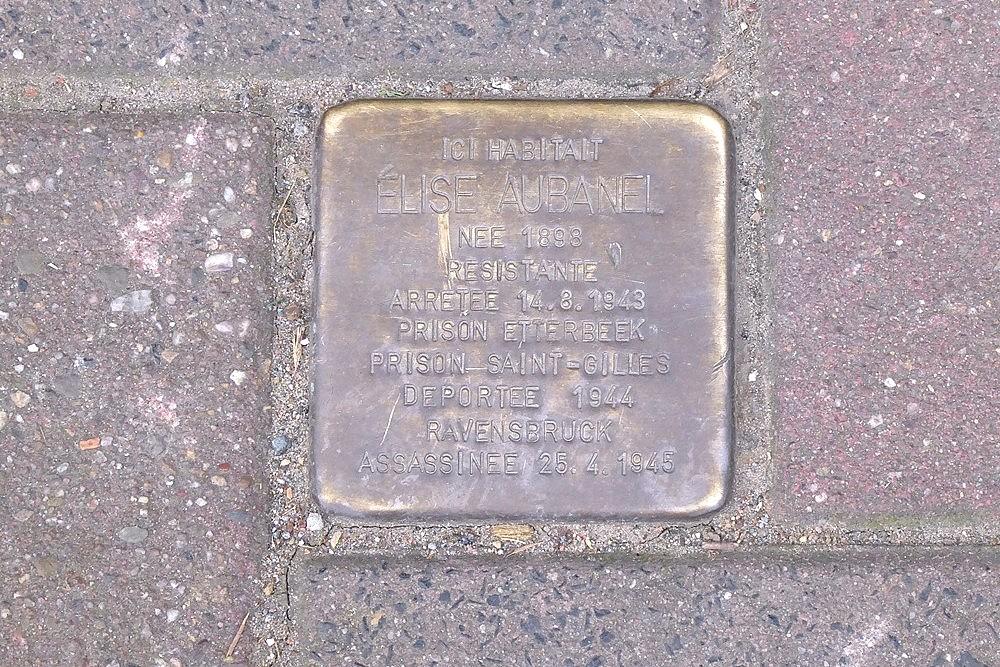 ICI HABITAIT
ÉLISE AUBANEL
NEE 1898
RESISTANTE
ARRETEE 14.8.1943
PRISON ETTERBEEK
PRISON SAINT-GILLES
DEPORTEE 1944
RAVENSBRUCK
ASSASSINEE 25.4.1945